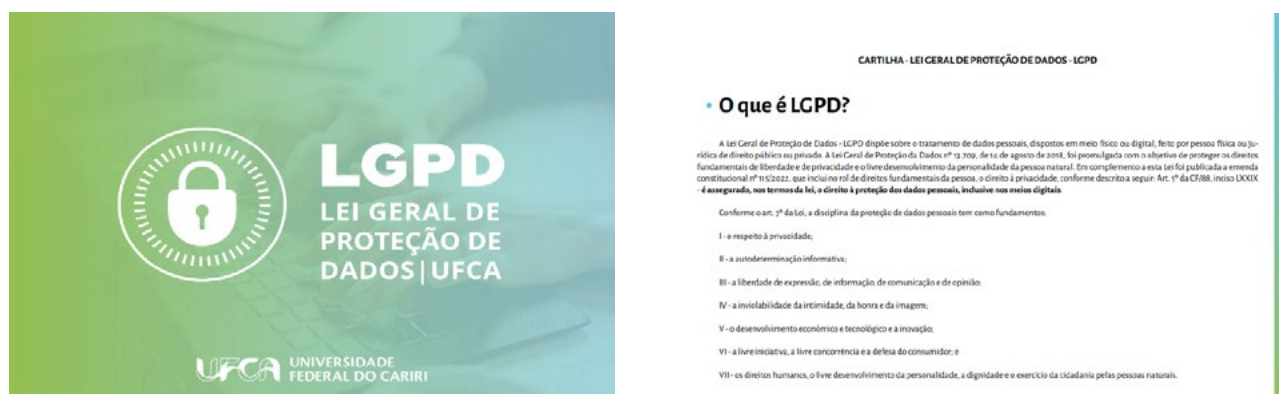 LGPD
LEI GERAL DE
PROTEÇÃO DE
DADOS|UFCA
UFCA UNIVERSIDADE
FEDERAL DO CARIRI
CARTILHA - LEI GERAL DE PROTEÇÃO DE DADOS - LGPD
• O que é LGPD?
A Lei Geral de Proteção de Dados - LGPD dispõe sobre o tratamento de dados pessoais, dispostos em meio físico ou digital, feito por pessoa física ou ju-
rídica de direito público ou privado. A Lei Geral de Proteção da Dados nº 13.709, de 14 de agosto de 2018, foi promulgada com o objetivo de proteger os direitos
fundamentais de liberdade e de privacidade e o livre desenvolvimento da personalidade da pessoa natural. Em complemento a esta Lei foi publicada a emenda
constitucional nº 115/2022, que inclui no rol de direitos fundamentais da pessoa, o direito à privacidade, conforme descrito a seguir: Art. 5º da CF/88, inciso LXXIX
- é assegurado, nos termos da lei, o direito à proteção dos dados pessoais, inclusive nos meios digitais.
Conforme o art. 2º da Lei, a disciplina da proteção de dados pessoais tem como fundamentos:
I - o respeito à privacidade;
II - a autodeterminação informativa;
III - a liberdade de expressão, de informação, de comunicação e de opinião;
IV - a inviolabilidade da intimidade, da honra e da imagem;
V - o desenvolvimento econômico e tecnológico e a inovação;
VI - a livre iniciativa, a livre concorrência e a defesa do consumidor; e
VII - os direitos humanos, o livre desenvolvimento da personalidade, a dignidade e o exercício da cidadania pelas pessoas naturais.